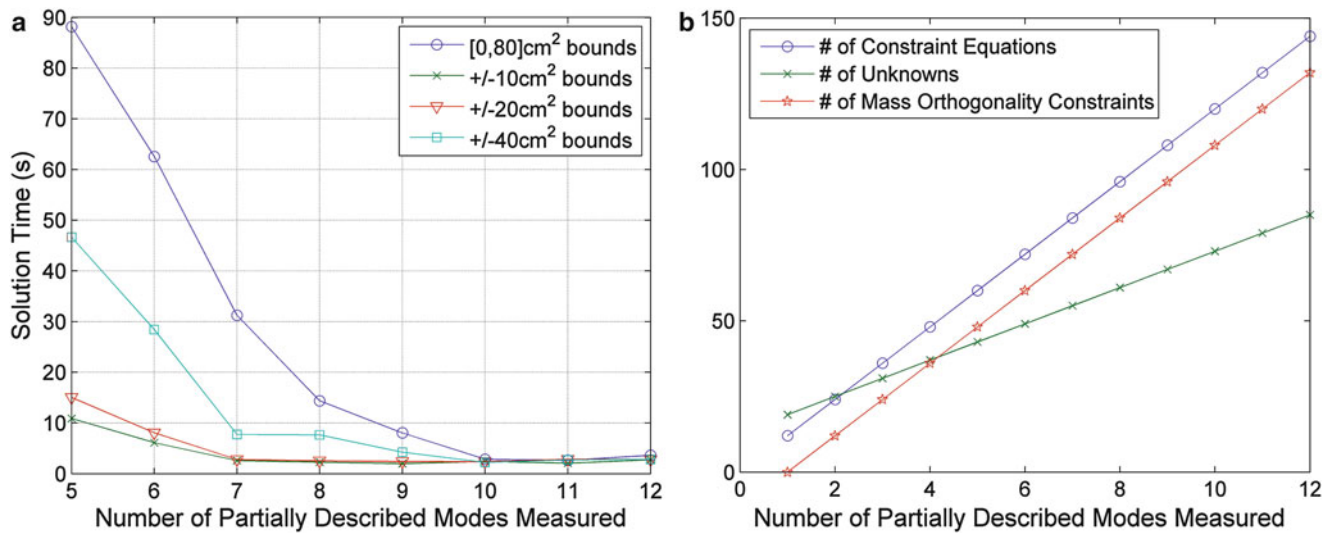 a
90
80
70
60
50
40
30
20
10
0
Solution Time (s)
[0,80]cm² bounds
+/-10cm² bounds
+/-20cm² bounds
+/-40cm² bounds
5 6 7 8 9 10 11 12
Number of Partially Described Modes Measured
b
150
100
50
0
# of Constraint Equations
# of Unknowns
# of Mass Orthogonality Constraints
0 2 4 6 8 10 12
Number of Partially Described Modes Measured